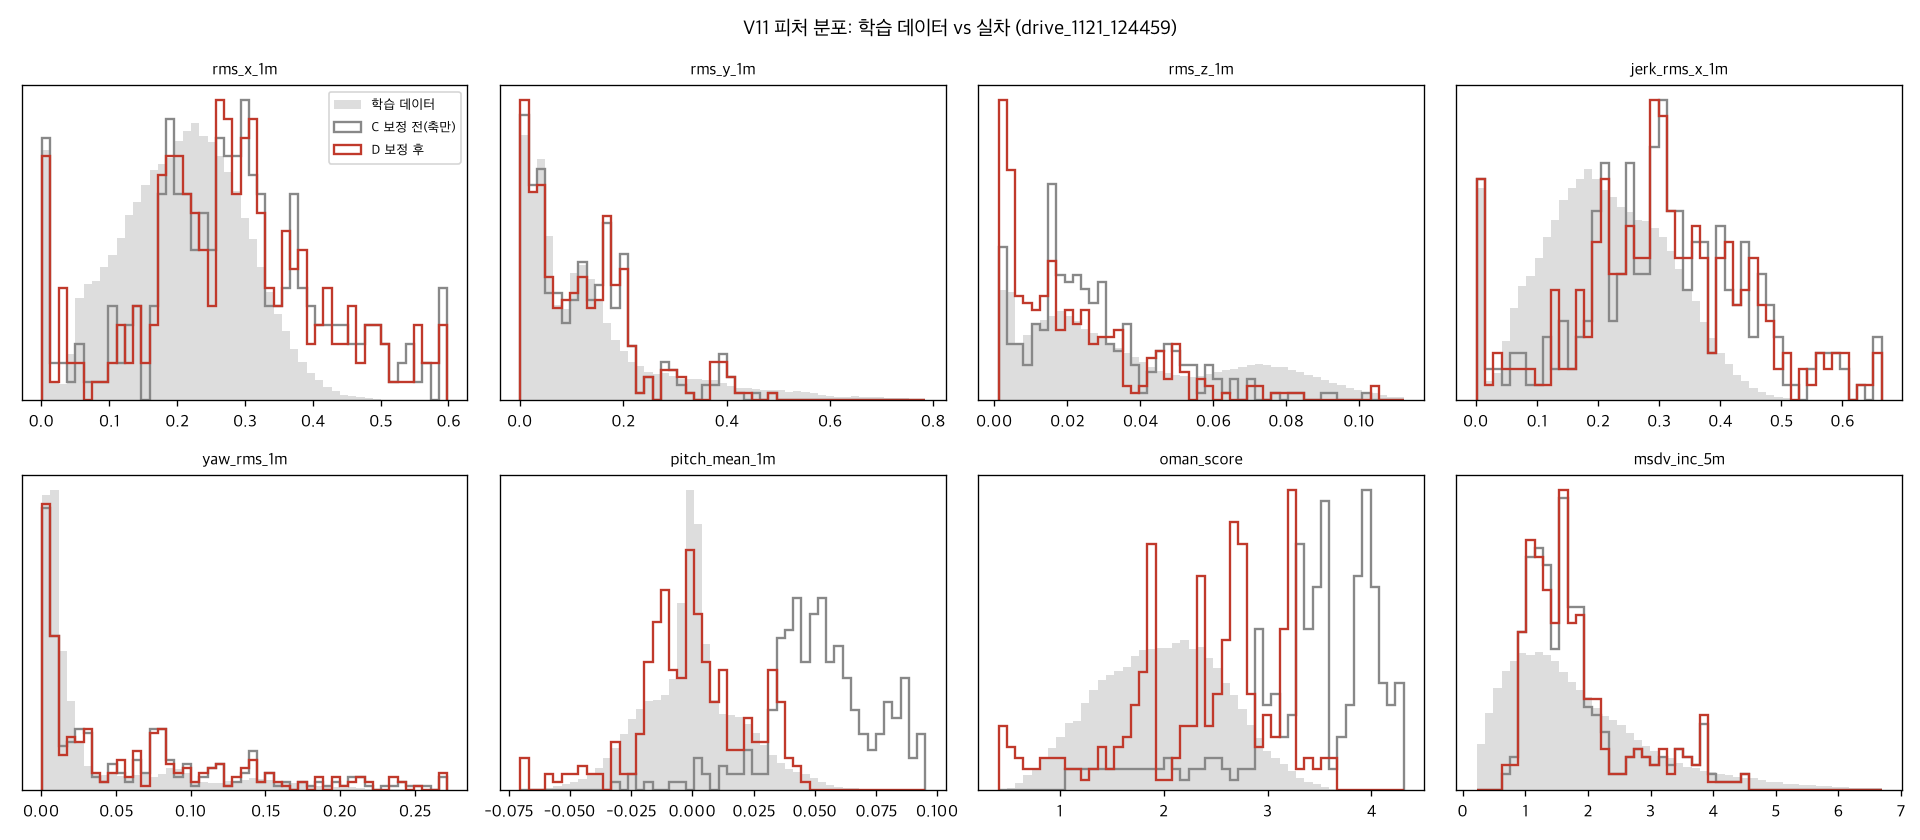 V11 피처 분포: 학습 데이터 vs 실차 (drive_1121_124459)
rms_x_1m
학습 데이터
C 보정 전(축만)
D 보정 후
0.0 0.1 0.2 0.3 0.4 0.5 0.6
rms_y_1m
0.0 0.2 0.4 0.6 0.8
rms_z_1m
0.00 0.02 0.04 0.06 0.08 0.10
jerk_rms_x_1m
0.0 0.1 0.2 0.3 0.4 0.5 0.6
yaw_rms_1m
0.00 0.05 0.10 0.15 0.20 0.25
pitch_mean_1m
-0.075 -0.050 -0.025 0.000 0.025 0.050 0.075 0.100
oman_score
1 2 3 4
msdv_inc_5m
0 1 2 3 4 5 6 7